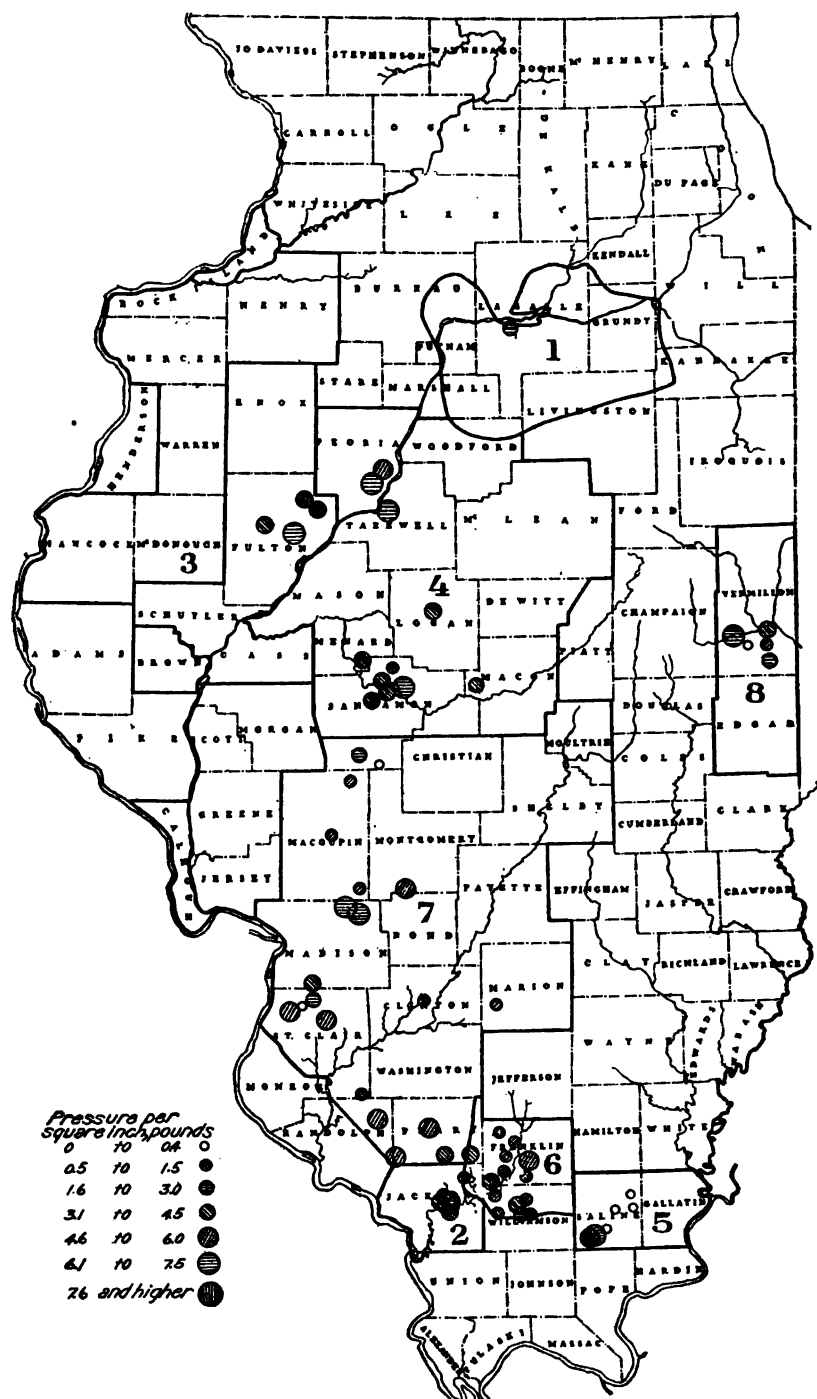 JO DAVIESS STEPHENSON WINNEBAGO BOONE McHENRY LAKE
CARROLL OGLE
KANE
DU PAGE
WHITESIDE LEE
KENDALL
WILL
ROCK ISLAND
HENRY
BUREAU LASALLE
GRUNDY
PUTNAM
1
MERCER
KANKAKEE
STARK MARSHALL
HENDERSON
KNOX
LIVINGSTON
WARREN
PEORIA WOODFORD
IROQUOIS
FORD
HANCOCK McDONOUGH
FULTON
TAZEWELL McLEAN
3
MASON
4
LOGAN
DEWITT
CHAMPAIGN
VERMILION
SCHUYLER
MENARD
ADAMS
BROWN CASS
PIATT
MACON
8
SANGAMON
DOUGLAS
EDGAR
PIKE SCOTT MORGAN
MOULTRIE
CHRISTIAN
COLES
SHELBY
GREENE
CUMBERLAND
CLARK
CALHOUN
MACOUPIN
MONTGOMERY
JERSEY
FAYETTE
EFFINGHAM
JASPER
CRAWFORD
7
BOND
MADISON
CLAY RICHLAND LAWRENCE
MARION
CLINTON
EDWARDS
WABASH
ST. CLAIR
WAYNE
WASHINGTON
JEFFERSON
MONROE
HAMILTON WHITE
RANDOLPH PERRY
FRANKLIN
6
JACK
2
WILLIAMSON
SALINE
5
GALLATIN
UNION JOHNSON
POPE
HARDIN
ALEXANDER
PULASKI
MASSAC
Pressure per
square inch, pounds
0 to 0.4
0.5 to 1.5
1.6 to 3.0
3.1 to 4.5
4.6 to 6.0
6.1 to 7.5
7.6 and higher